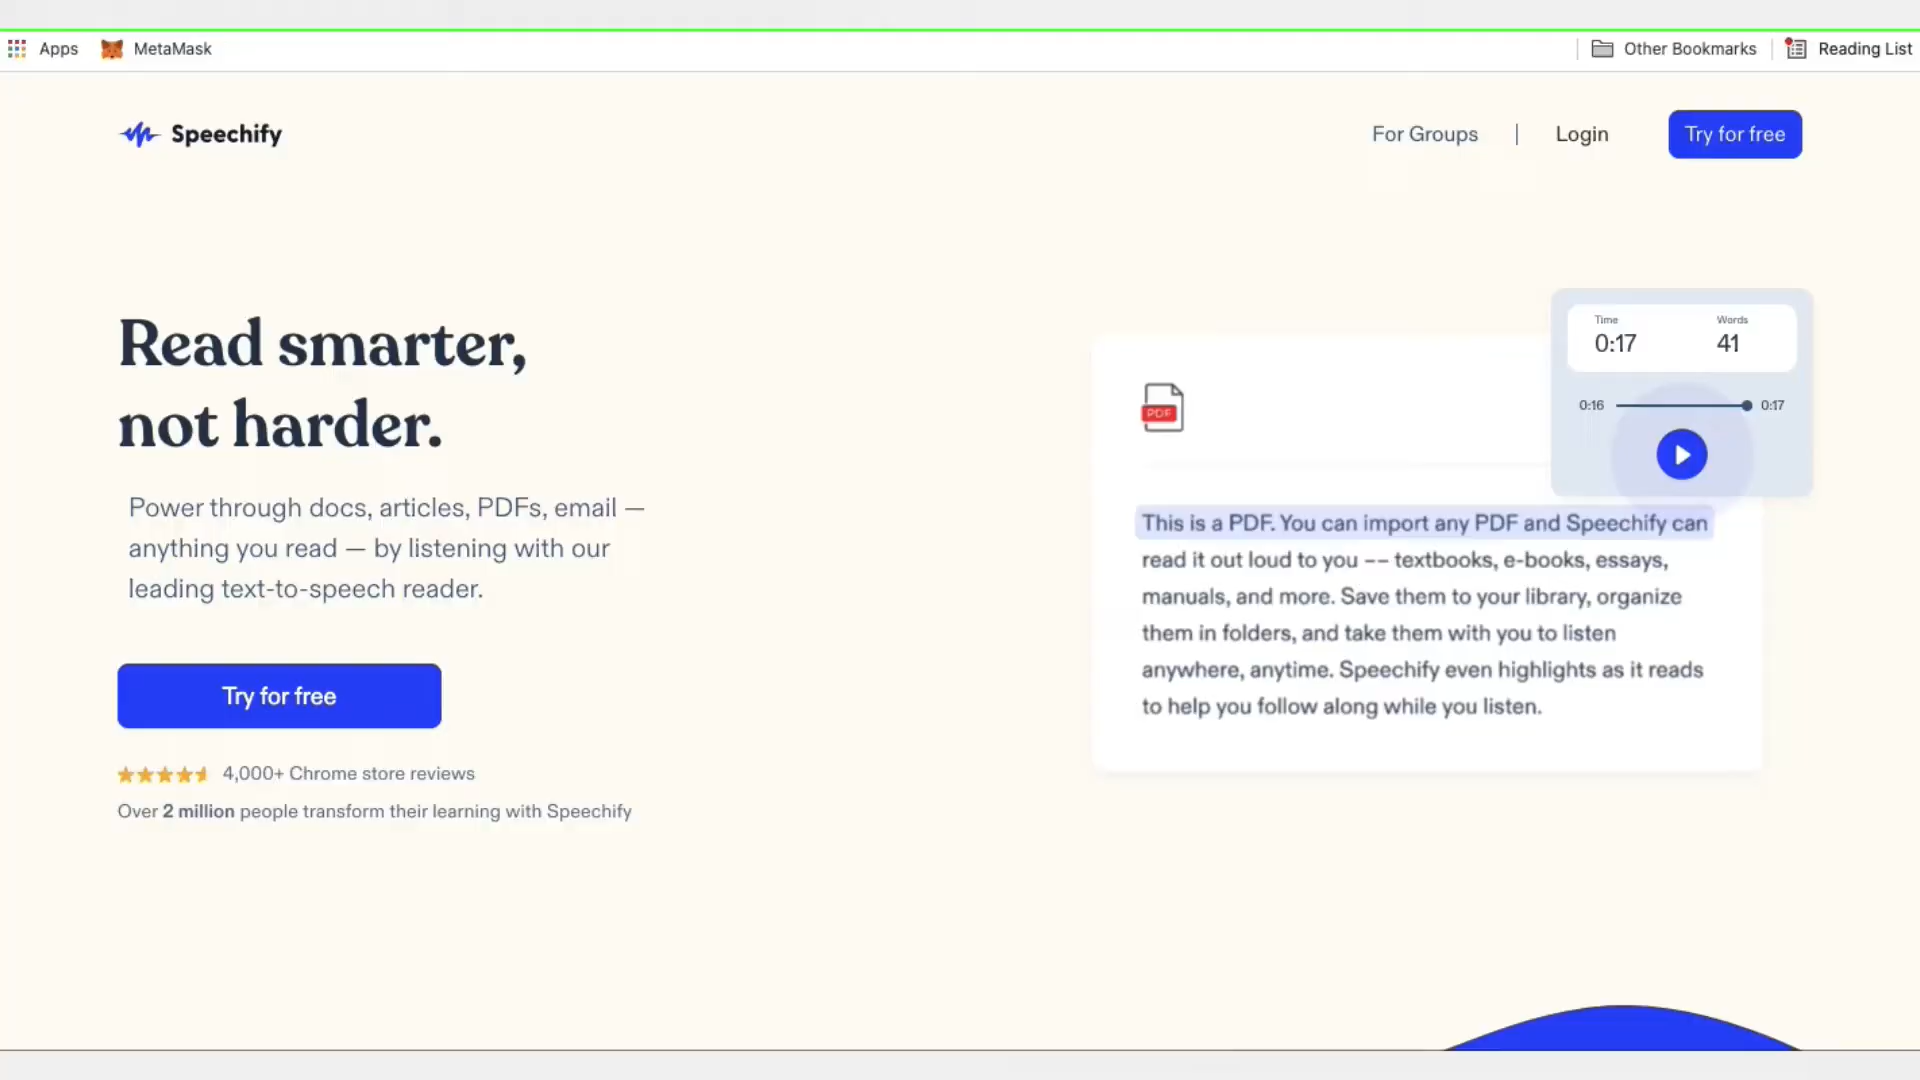 Apps MetaMask Other Bookmarks Reading List
Speechify For Groups | Login Try for free
Read smarter,
not harder.
Power through docs, articles, PDFs, email —
anything you read — by listening with our
leading text-to-speech reader.
Try for free
4,000+ Chrome store reviews
Over 2 million people transform their learning with Speechify
Time Words
0:17 41
0:16 0:17
PDF
This is a PDF. You can import any PDF and Speechify can
read it out loud to you -- textbooks, e-books, essays,
manuals, and more. Save them to your library, organize
them in folders, and take them with you to listen
anywhere, anytime. Speechify even highlights as it reads
to help you follow along while you listen.